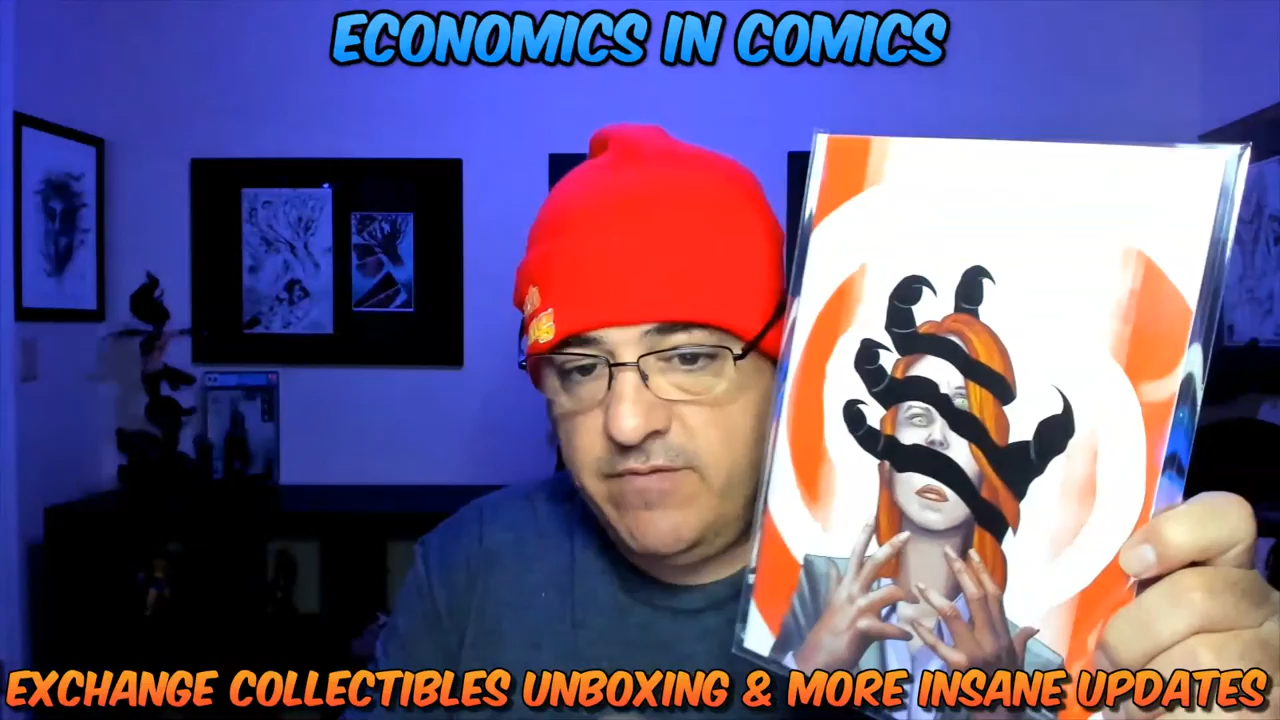 ECONOMICS IN COMICS
EXCHANGE COLLECTIBLES UNBOXING & MORE INSANE UPDATES